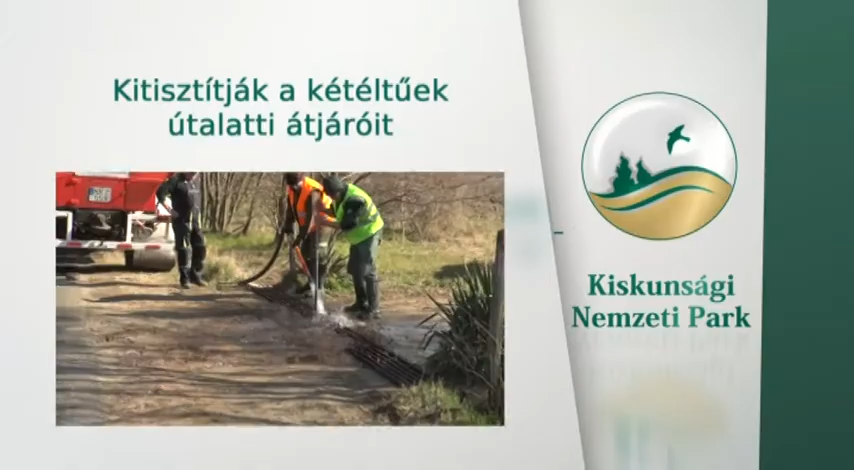 Kitisztítják a kétéltűek
útalatti átjáróit
Kiskunsági
Nemzeti Park